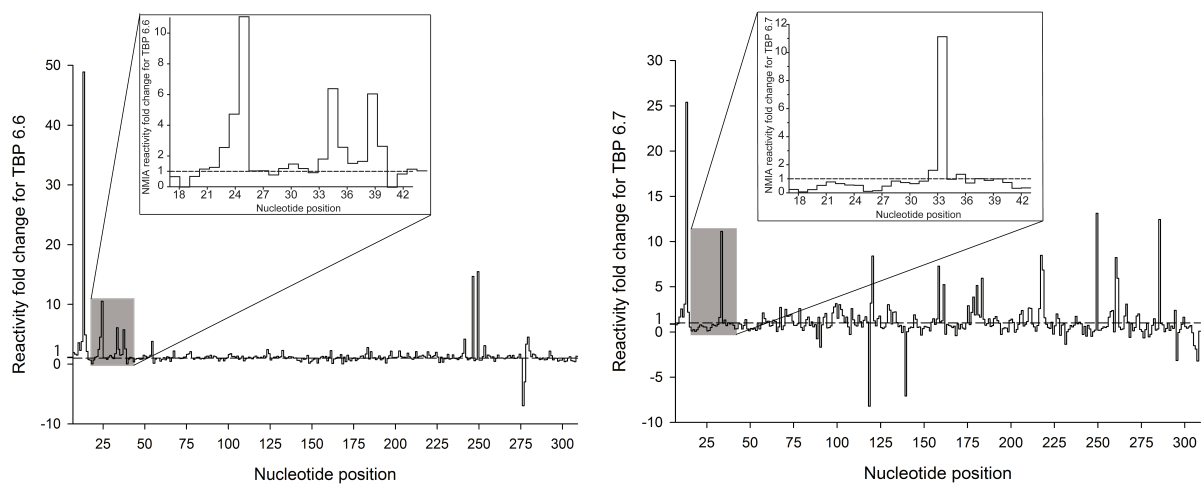 Reactivity fold change for TBP 6.6
50
40
30
20
10
1
0
-10
25 50 75 100 125 150 175 200 225 250 275 300
Nucleotide position
NMIA reactivity fold change for TBP 6.6
10
8
6
4
2
1
0
18 21 24 27 30 33 36 39 42
Nucleotide position
Reactivity fold change for TBP 6.7
30
25
20
15
10
5
1
0
-5
-10
25 50 75 100 125 150 175 200 225 250 275 300
Nucleotide position
NMIA reactivity fold change for TBP 6.7
12
10
8
6
4
2
1
0
18 21 24 27 30 33 36 39 42
Nucleotide position